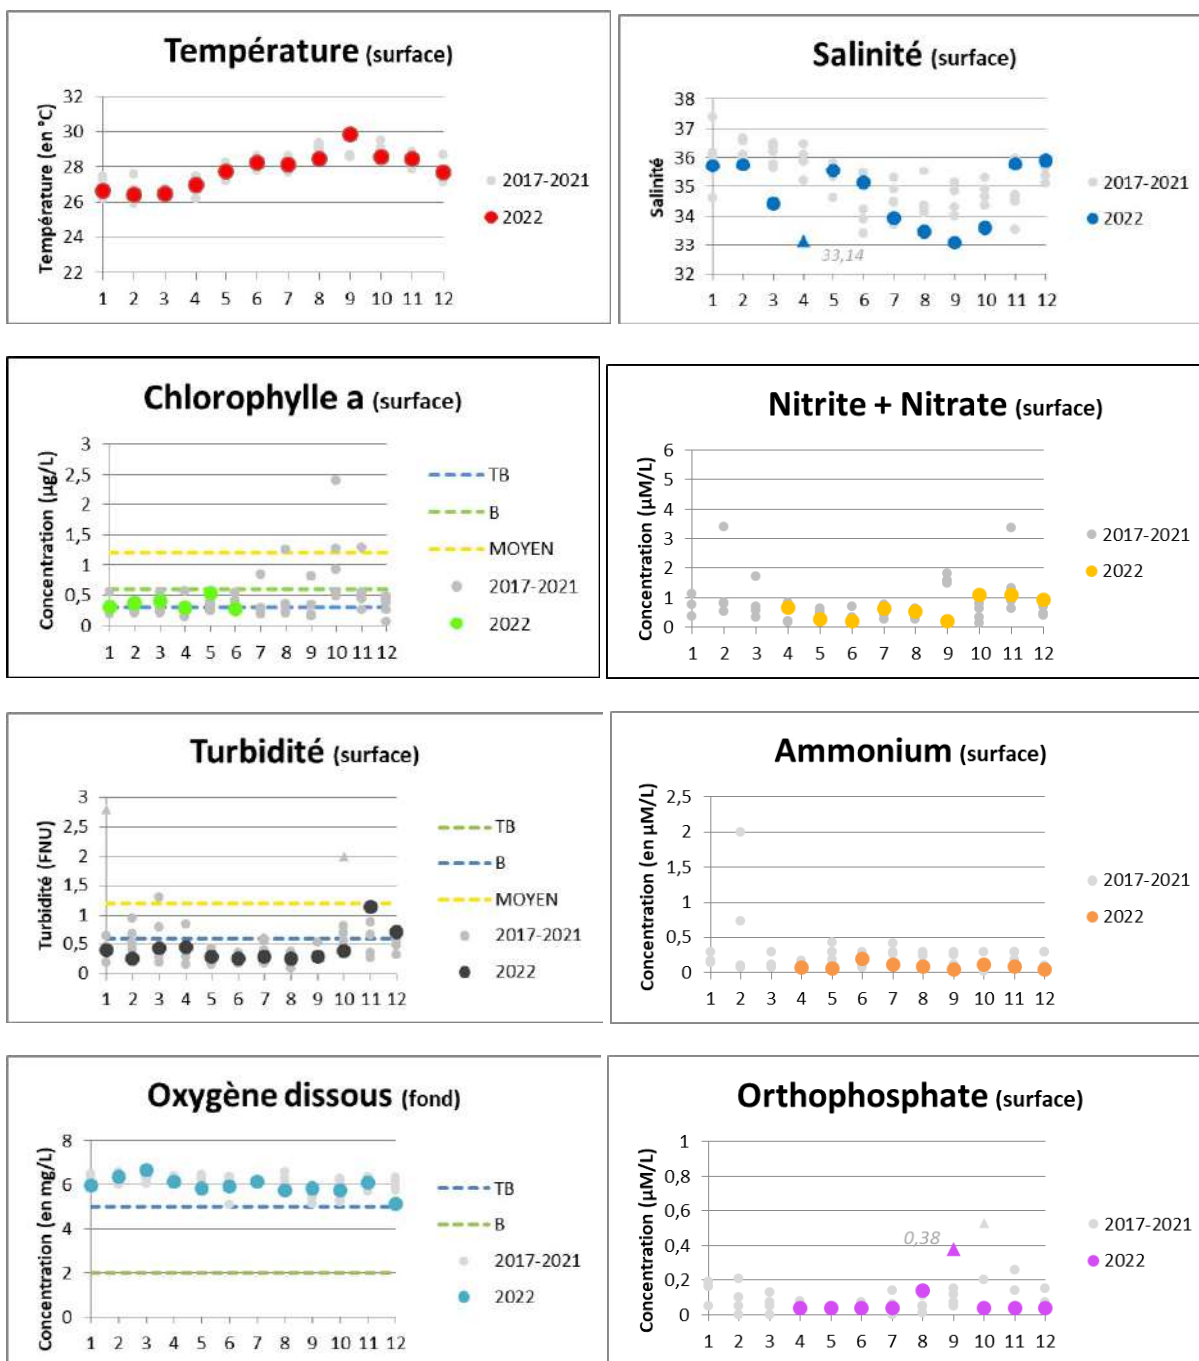 Température (surface)
Température (en °C)
32
30
28
26
24
22
1 2 3 4 5 6 7 8 9 10 11 12
2017-2021
2022
Salinité (surface)
Salinité
38
37
36
35
34
33
32
33,14
1 2 3 4 5 6 7 8 9 10 11 12
2017-2021
2022
Chlorophylle a (surface)
Concentration (µg/L)
3
2,5
2
1,5
1
0,5
0
1 2 3 4 5 6 7 8 9 10 11 12
TB
B
MOYEN
2017-2021
2022
Nitrite + Nitrate (surface)
Concentration (µM/L)
6
5
4
3
2
1
0
1 2 3 4 5 6 7 8 9 10 11 12
2017-2021
2022
Turbidité (surface)
Turbidité (FNU)
3
2,5
2
1,5
1
0,5
0
1 2 3 4 5 6 7 8 9 10 11 12
TB
B
MOYEN
2017-2021
2022
Ammonium (surface)
Concentration (en µM/L)
2,5
2
1,5
1
0,5
0
1 2 3 4 5 6 7 8 9 10 11 12
2017-2021
2022
Oxygène dissous (fond)
Concentration (en mg/L)
8
6
4
2
0
1 2 3 4 5 6 7 8 9 10 11 12
TB
B
2017-2021
2022
Orthophosphate (surface)
Concentration (µM/L)
1
0,8
0,6
0,4
0,2
0
0,38
1 2 3 4 5 6 7 8 9 10 11 12
2017-2021
2022